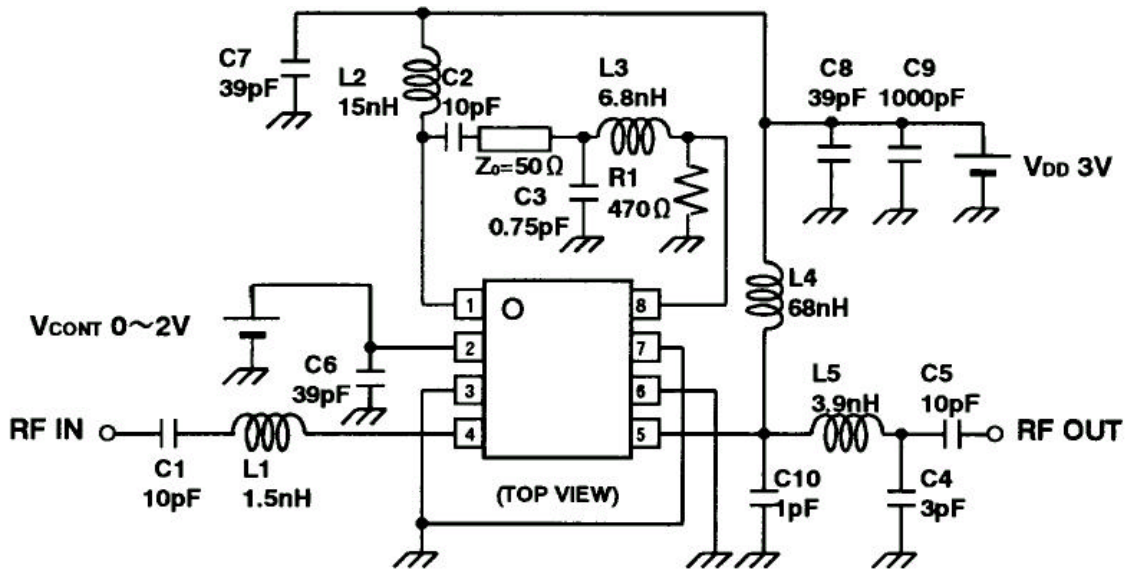 C7
39pF
L2
15nH
C2
10pF
L3
6.8nH
C8
39pF
C9
1000pF
Z₀=50Ω
C3
0.75pF
R1
470Ω
VDD 3V
L4
68nH
1
8
VCONT 0～2V
2
7
C6
39pF
3
6
L5
3.9nH
C5
10pF
RF IN
4
5
RF OUT
C1
10pF
L1
1.5nH
(TOP VIEW)
C10
1pF
C4
3pF